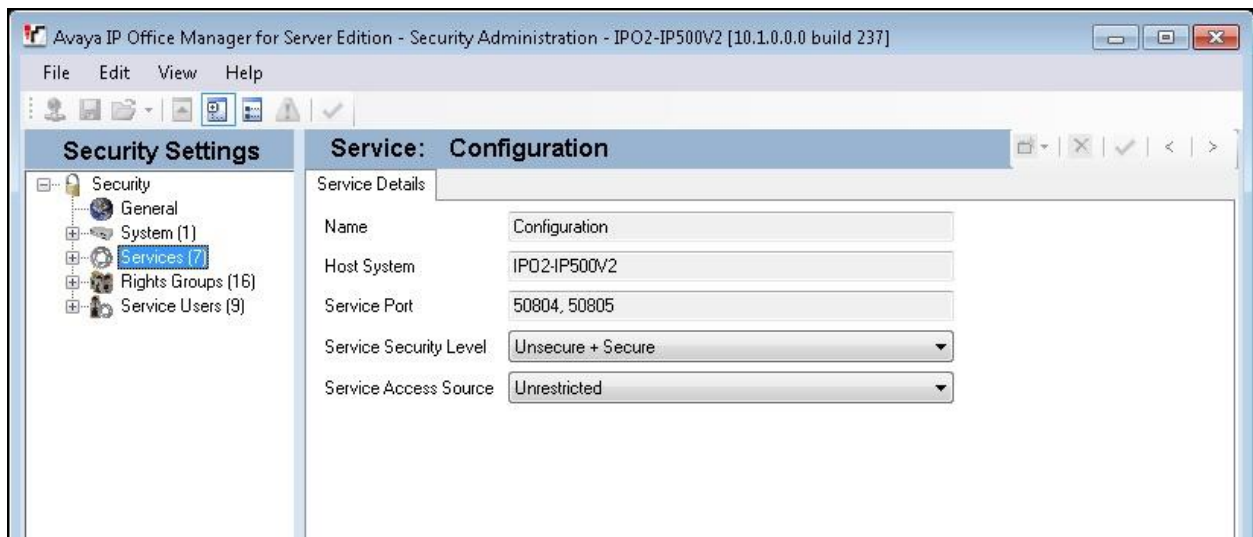 Avaya IP Office Manager for Server Edition - Security Administration - IPO2-IP500V2 [10.1.0.0.0 build 237]
File Edit View Help
Security Settings
Security
General
System (1)
Services (7)
Rights Groups (16)
Service Users (9)
Service: Configuration
Service Details
Name Configuration
Host System IPO2-IP500V2
Service Port 50804, 50805
Service Security Level Unsecure + Secure
Service Access Source Unrestricted